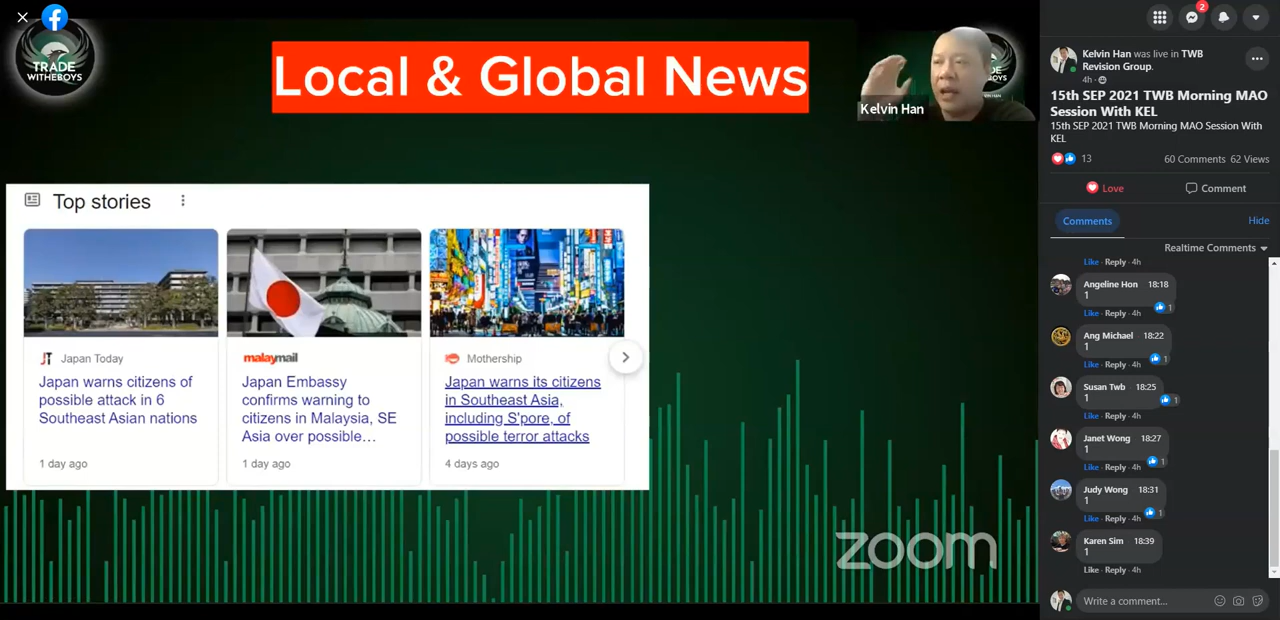 TRADE
WITHEBOYS
Local & Global News
Kelvin Han
Top stories
Japan Today
Japan warns citizens of
possible attack in 6
Southeast Asian nations
1 day ago
malaymail
Japan Embassy
confirms warning to
citizens in Malaysia, SE
Asia over possible…
1 day ago
Mothership
Japan warns its citizens
in Southeast Asia,
including S'pore, of
possible terror attacks
4 days ago
zoom
2
Kelvin Han was live in TWB
Revision Group.
4h
15th SEP 2021 TWB Morning MAO
Session With KEL
15th SEP 2021 TWB Morning MAO Session With
KEL
13
60 Comments 62 Views
Love
Comment
Comments
Hide
Realtime Comments
Like · Reply · 4h
Angeline Hon 18:18
1
1
Like · Reply · 4h
Ang Michael 18:22
1
1
Like · Reply · 4h
Susan Twb 18:25
1
1
Like · Reply · 4h
Janet Wong 18:27
1
1
Like · Reply · 4h
Judy Wong 18:31
1
1
Like · Reply · 4h
Karen Sim 18:39
1
Like · Reply · 4h
Write a comment…